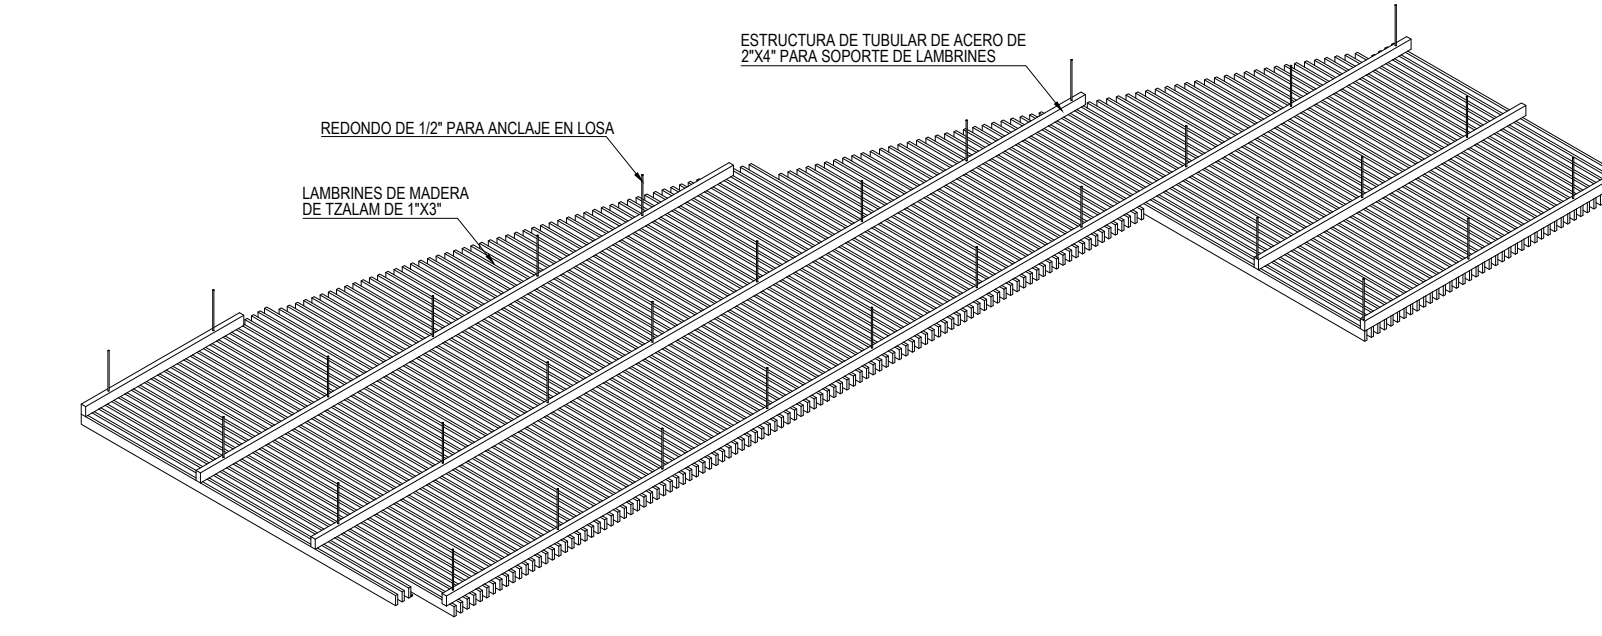 ESTRUCTURA DE TUBULAR DE ACERO DE
2"X4" PARA SOPORTE DE LAMBRINES
REDONDO DE 1/2" PARA ANCLAJE EN LOSA
LAMBRINES DE MADERA
DE TZALAM DE 1"X3"